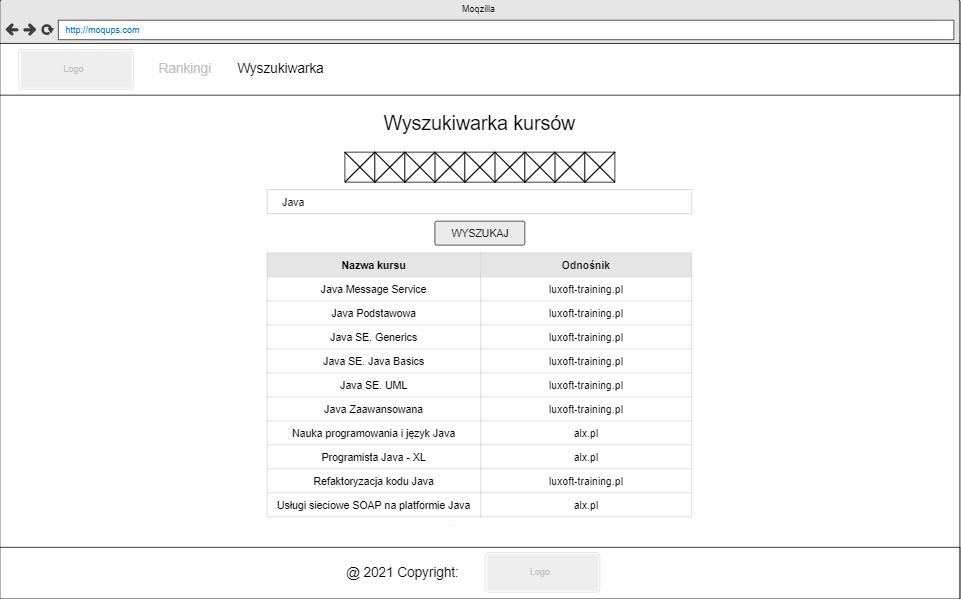 Moqzilla
http://moqups.com
Logo Rankingi Wyszukiwarka
Wyszukiwarka kursów
Java
WYSZUKAJ
Nazwa kursu Odnośnik
Java Message Service luxoft-training.pl
Java Podstawowa luxoft-training.pl
Java SE. Generics luxoft-training.pl
Java SE. Java Basics luxoft-training.pl
Java SE. UML luxoft-training.pl
Java Zaawansowana luxoft-training.pl
Nauka programowania i język Java alx.pl
Programista Java - XL alx.pl
Refaktoryzacja kodu Java luxoft-training.pl
Usługi sieciowe SOAP na platformie Java alx.pl
@ 2021 Copyright: Logo